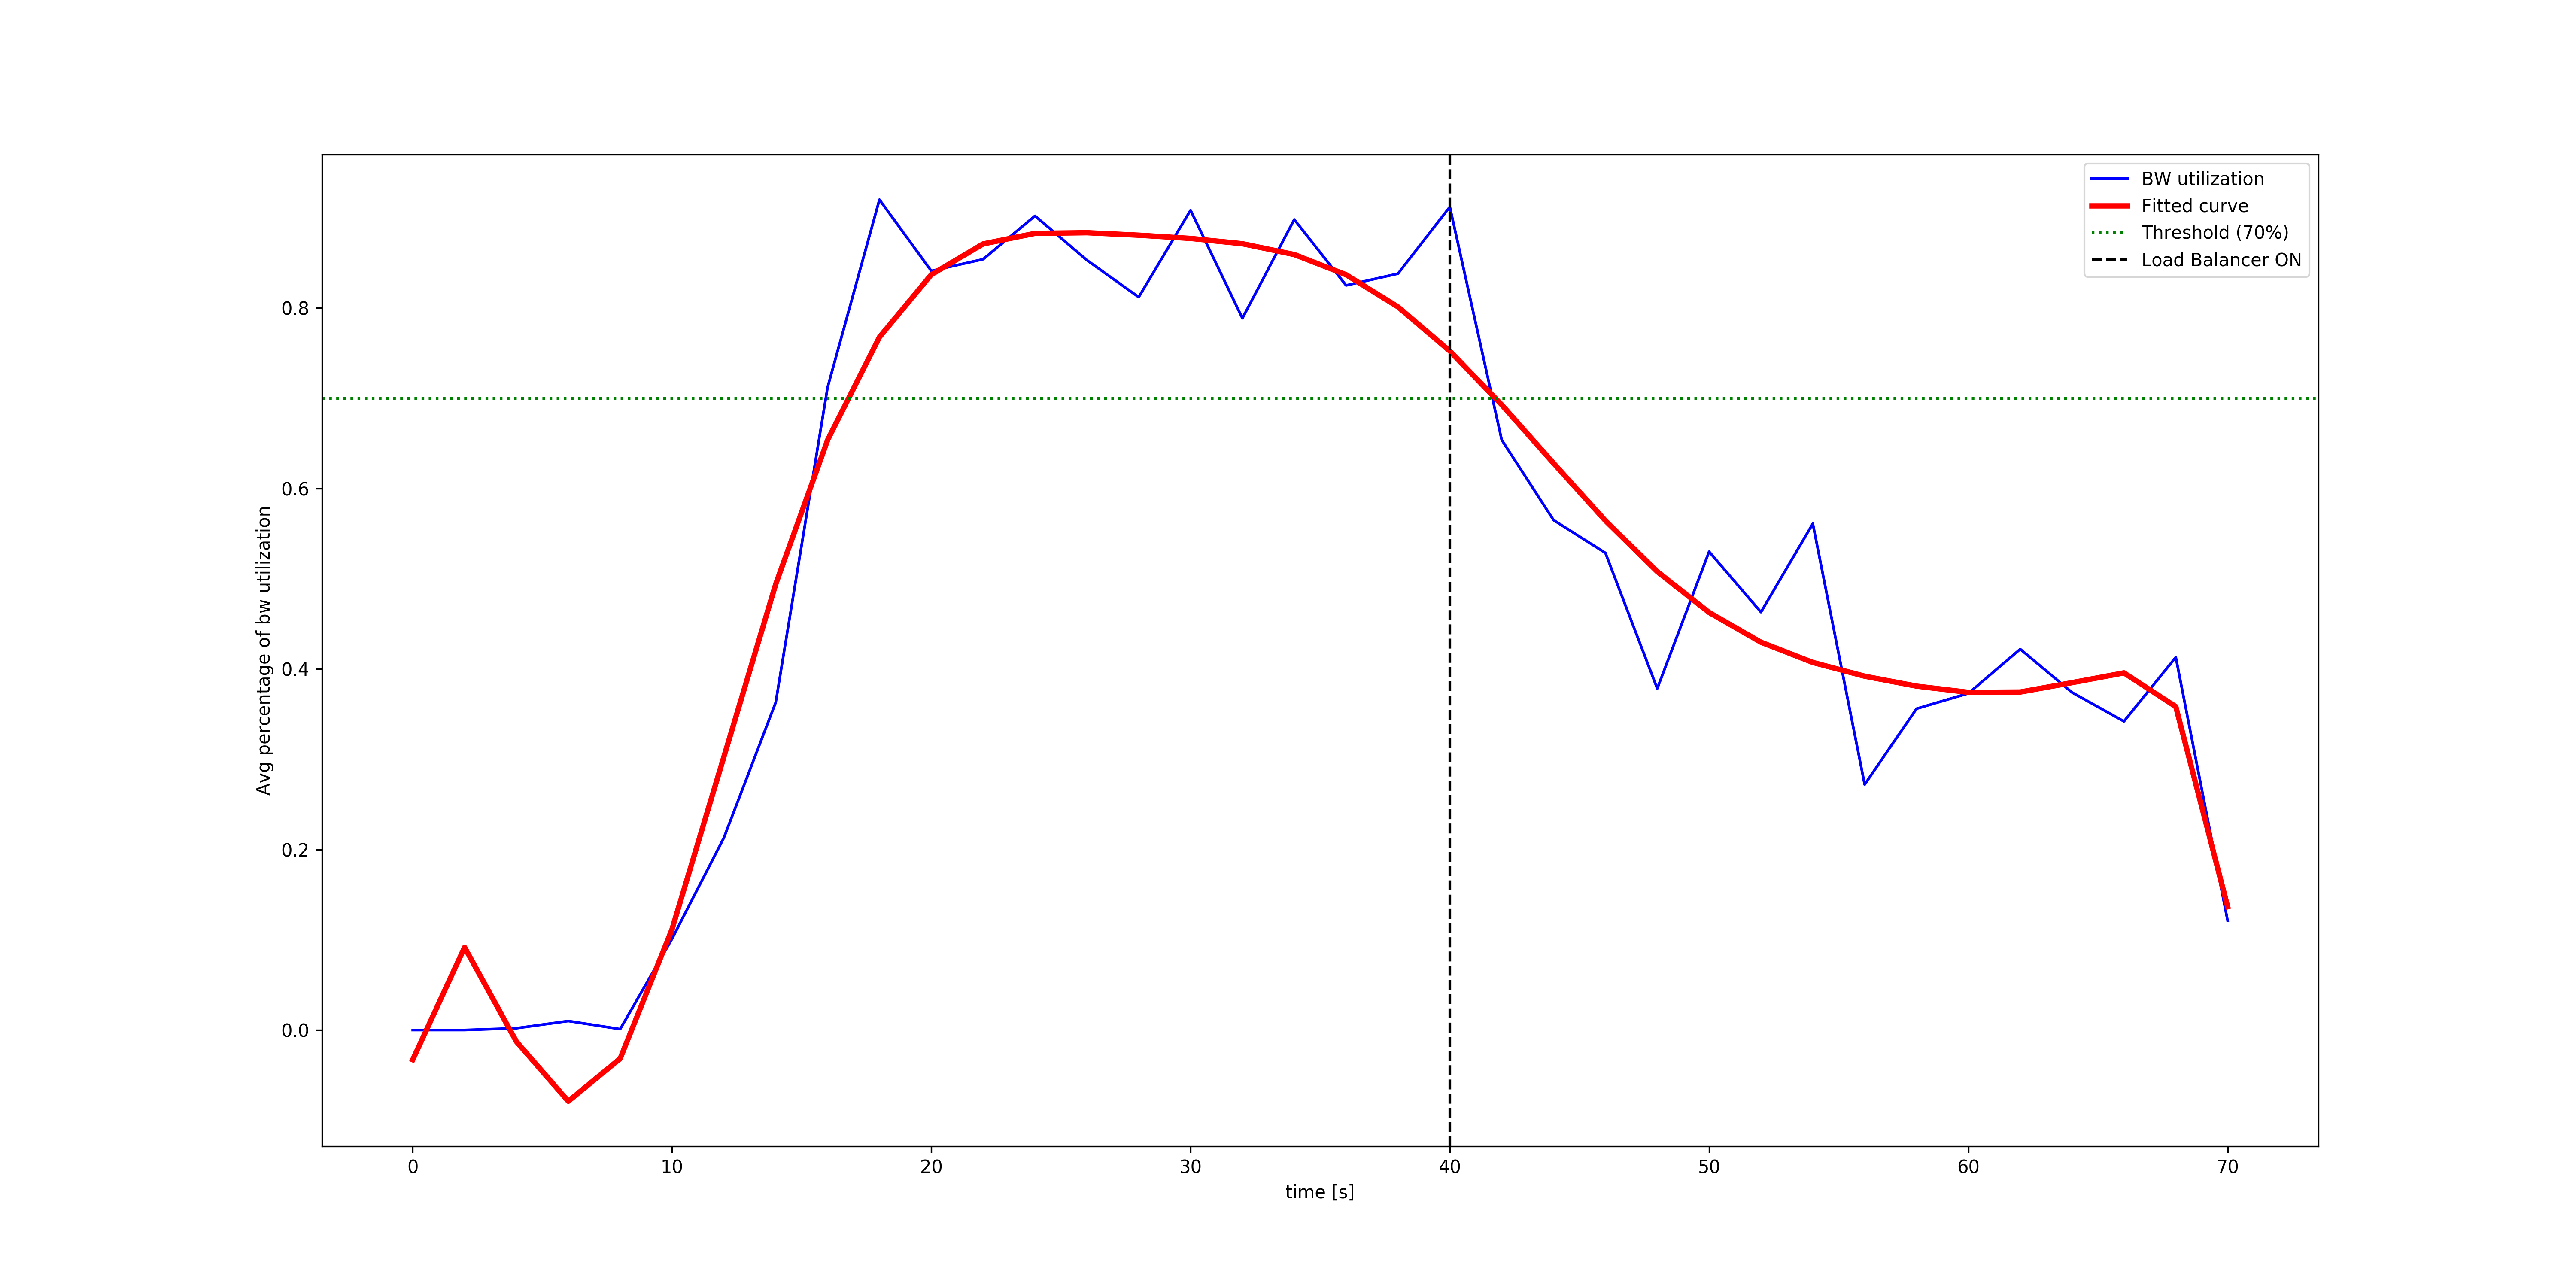 BW utilization
Fitted curve
Threshold (70%)
Load Balancer ON
0.8
0.6
0.4
0.2
0.0
Avg percentage of bw utilization
0 10 20 30 40 50 60 70
time [s]